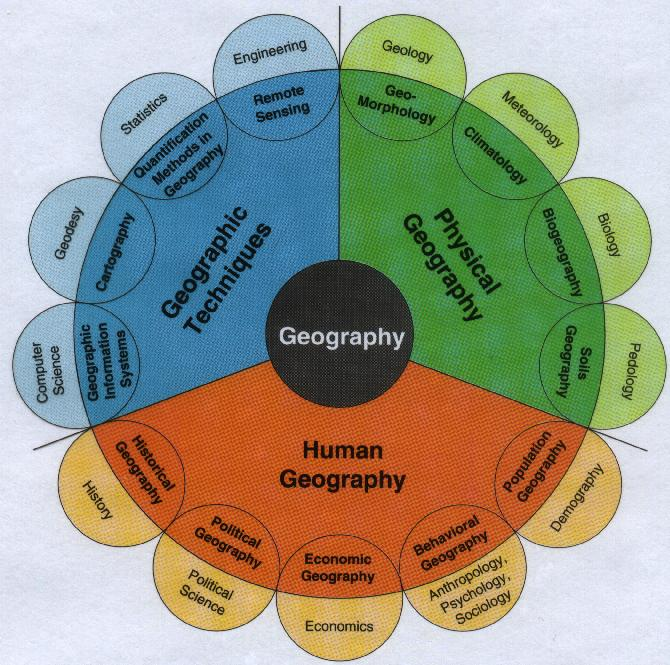 Engineering
Remote
Sensing
Statistics
Quantification
Methods in
Geography
Geodesy
Cartography
Computer
Science
Geographic
Information
Systems
Geographic
Techniques
Geology
Geo-
Morphology
Meteorology
Climatology
Biology
Biogeography
Pedology
Soils
Geography
Physical
Geography
Geography
Human
Geography
Historical
Geography
History
Political
Geography
Political
Science
Economic
Geography
Economics
Behavioral
Geography
Anthropology,
Psychology,
Sociology
Population
Geography
Demography